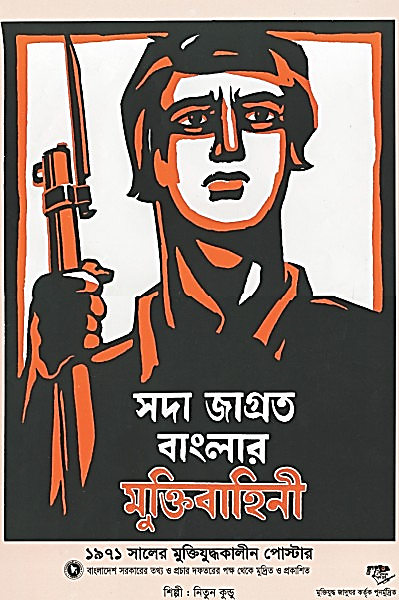 সদা জাগ্রত
বাংলার
মুক্তিবাহিনী
১৯৭১ সালের মুক্তিযুদ্ধকালীন পোস্টার
বাংলাদেশ সরকারের তথ্য ও প্রচার দফতরের পক্ষ থেকে মুদ্রিত ও প্রকাশিত
শিল্পী : নিতুন কুন্ডু
মুক্তিযুদ্ধ জাদুঘর কর্তৃক পুনর্মুদ্রিত